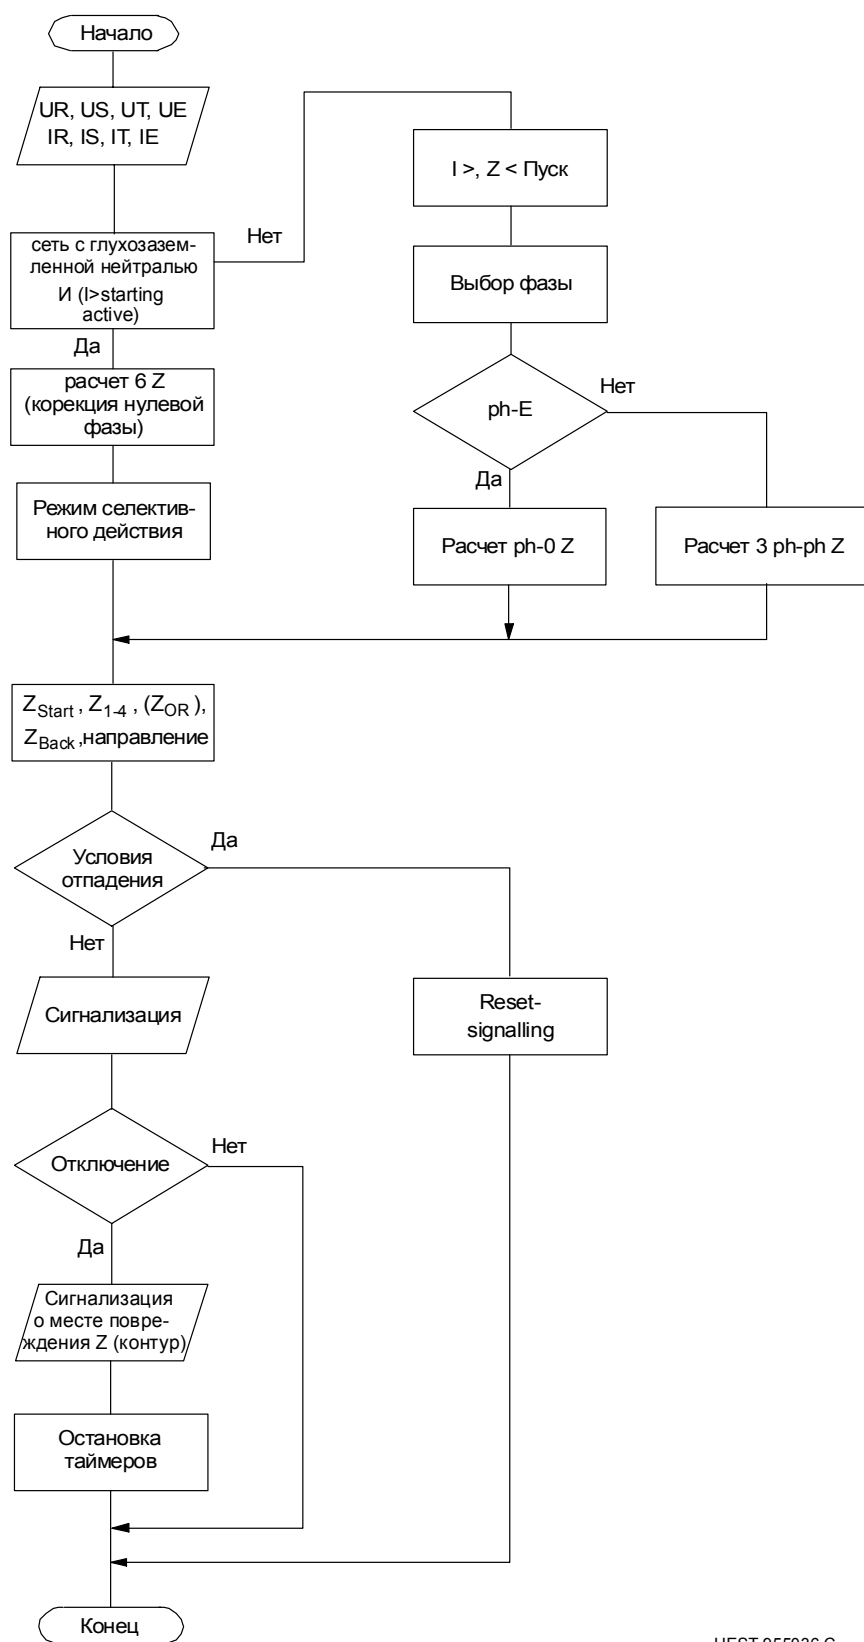 Начало
UR, US, UT, UE
IR, IS, IT, IE
сеть с глухозазем-
ленной нейтралью
И (I>starting
active)
Нет
Да
расчет 6 Z
(корекция нулевой
фазы)
Режим селектив-
ного действия
I >, Z < Пуск
Выбор фазы
ph-E
Нет
Да
Расчет ph-0 Z
Расчет 3 ph-ph Z
ZStart , Z1-4 , (ZOR ),
ZBack ,направление
Условия
отпадения
Да
Нет
Сигнализация
Reset-
signalling
Отключение
Нет
Да
Сигнализация
о месте повре-
ждения Z (контур)
Остановка
таймеров
Конец